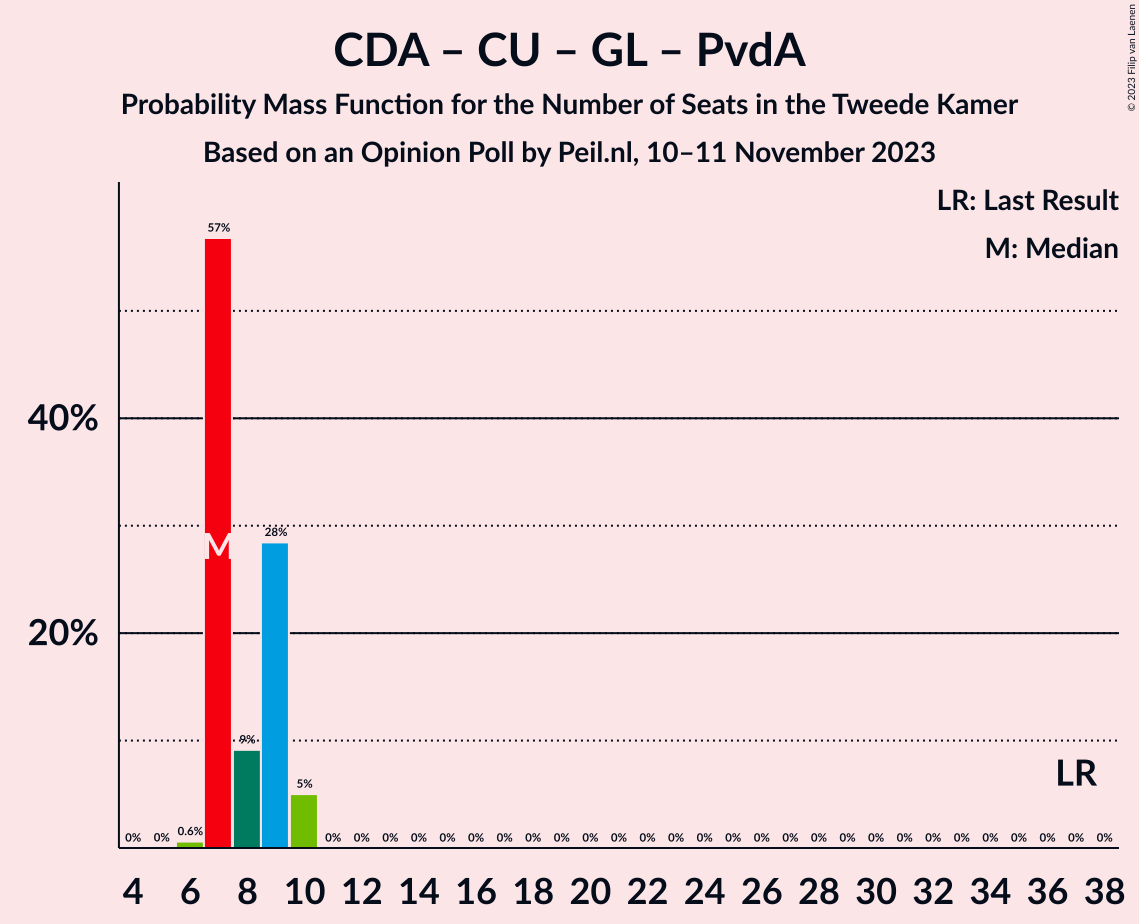 CDA – CU – GL – PvdA
Probability Mass Function for the Number of Seats in the Tweede Kamer
Based on an Opinion Poll by Peil.nl, 10–11 November 2023
© 2023 Filip van Laenen
LR: Last Result
M: Median
57%
40%
M
28%
20%
9%
LR
5%
0% 0% 0.6% 0% 0% 0% 0% 0% 0% 0% 0% 0% 0% 0% 0% 0% 0% 0% 0% 0% 0% 0% 0% 0% 0% 0% 0% 0% 0% 0% 0%
4 6 8 10 12 14 16 18 20 22 24 26 28 30 32 34 36 38